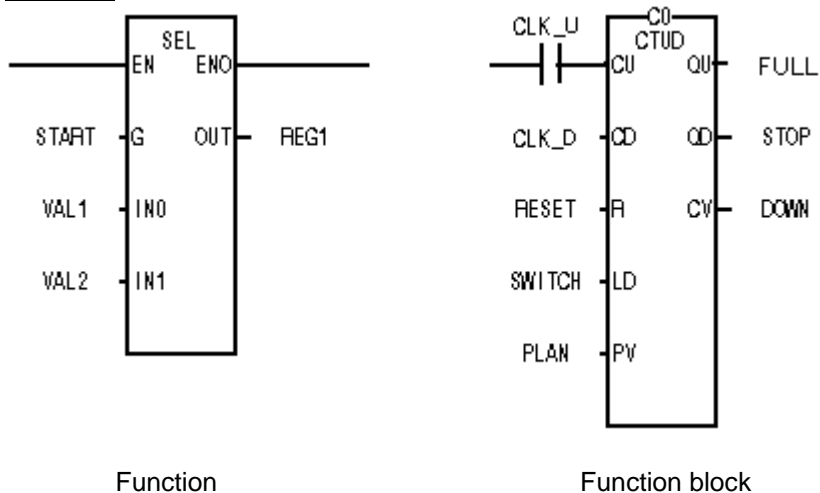 SEL
EN ENO
START G OUT REG1
VAL1 IN0
VAL2 IN1
Function
C0
CTUD
CLK_U
CU QU FULL
CLK_D CD QD STOP
RESET R CV DOWN
SWITCH LD
PLAN PV
Function block